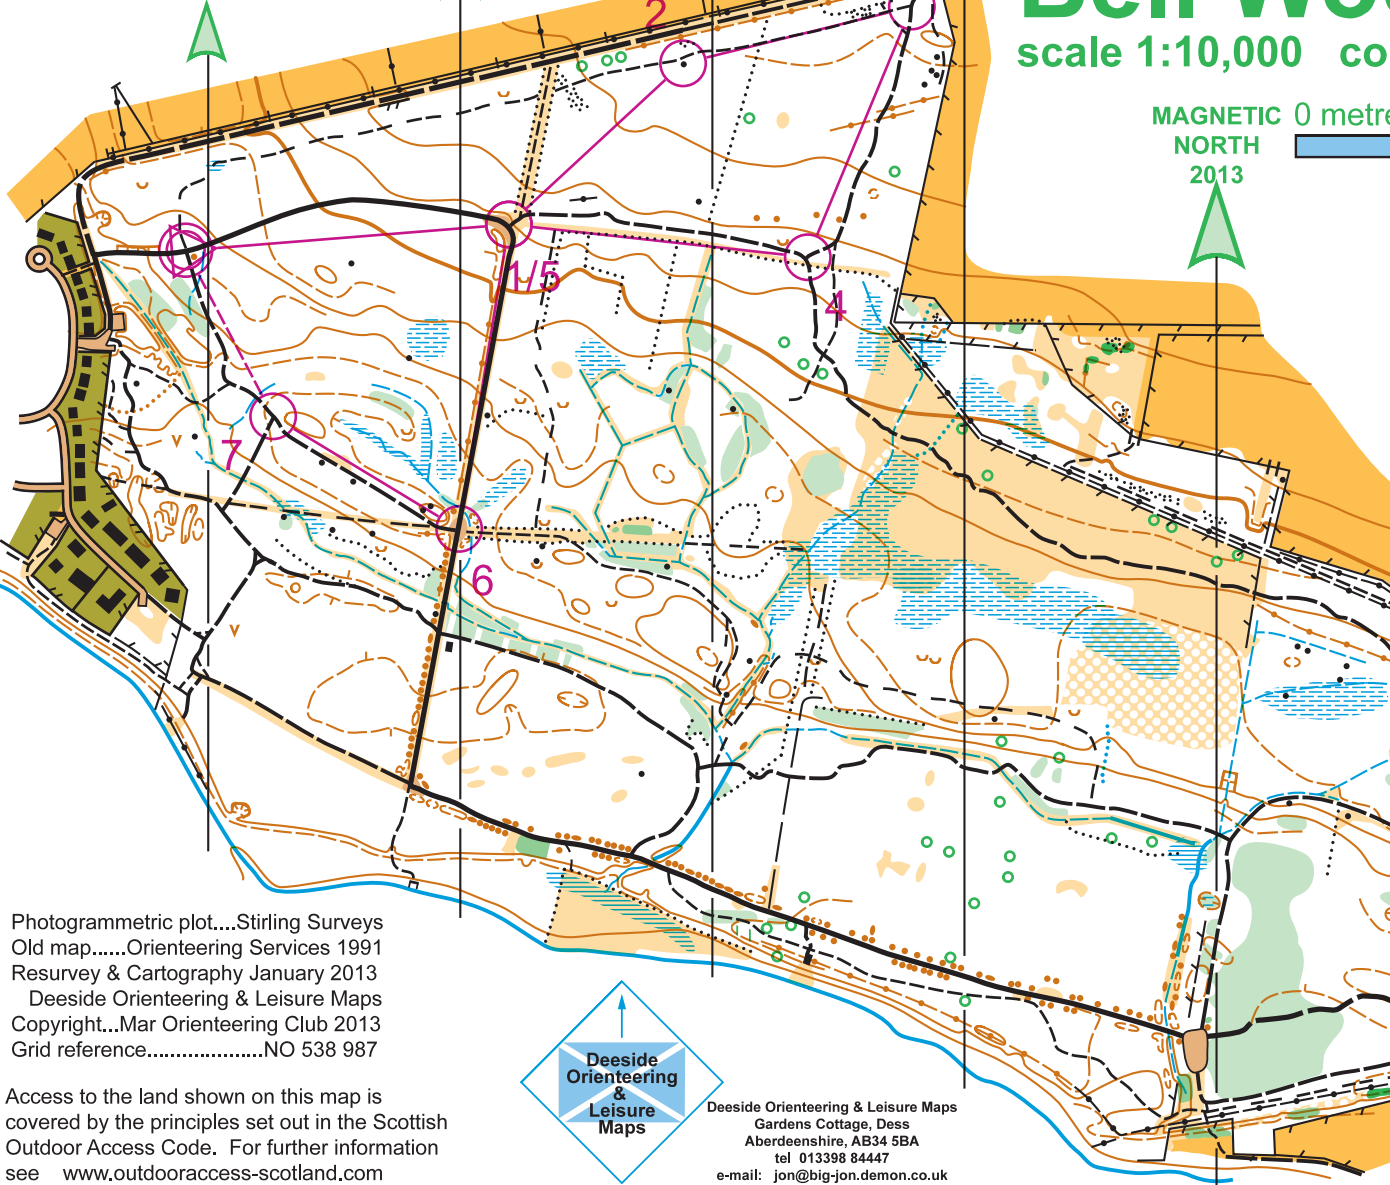 2
scale 1:10,000 co
MAGNETIC
NORTH
2013
0 metre
1/5
4
7
6
Photogrammetric plot....Stirling Surveys
Old map......Orienteering Services 1991
Resurvey & Cartography January 2013
Deeside Orienteering & Leisure Maps
Copyright...Mar Orienteering Club 2013
Grid reference....................NO 538 987
Access to the land shown on this map is
covered by the principles set out in the Scottish
Outdoor Access Code. For further information
see www.outdooraccess-scotland.com
Deeside
Orienteering
&
Leisure
Maps
Deeside Orienteering & Leisure Maps
Gardens Cottage, Dess
Aberdeenshire, AB34 5BA
tel 013398 84447
e-mail: jon@big-jon.demon.co.uk